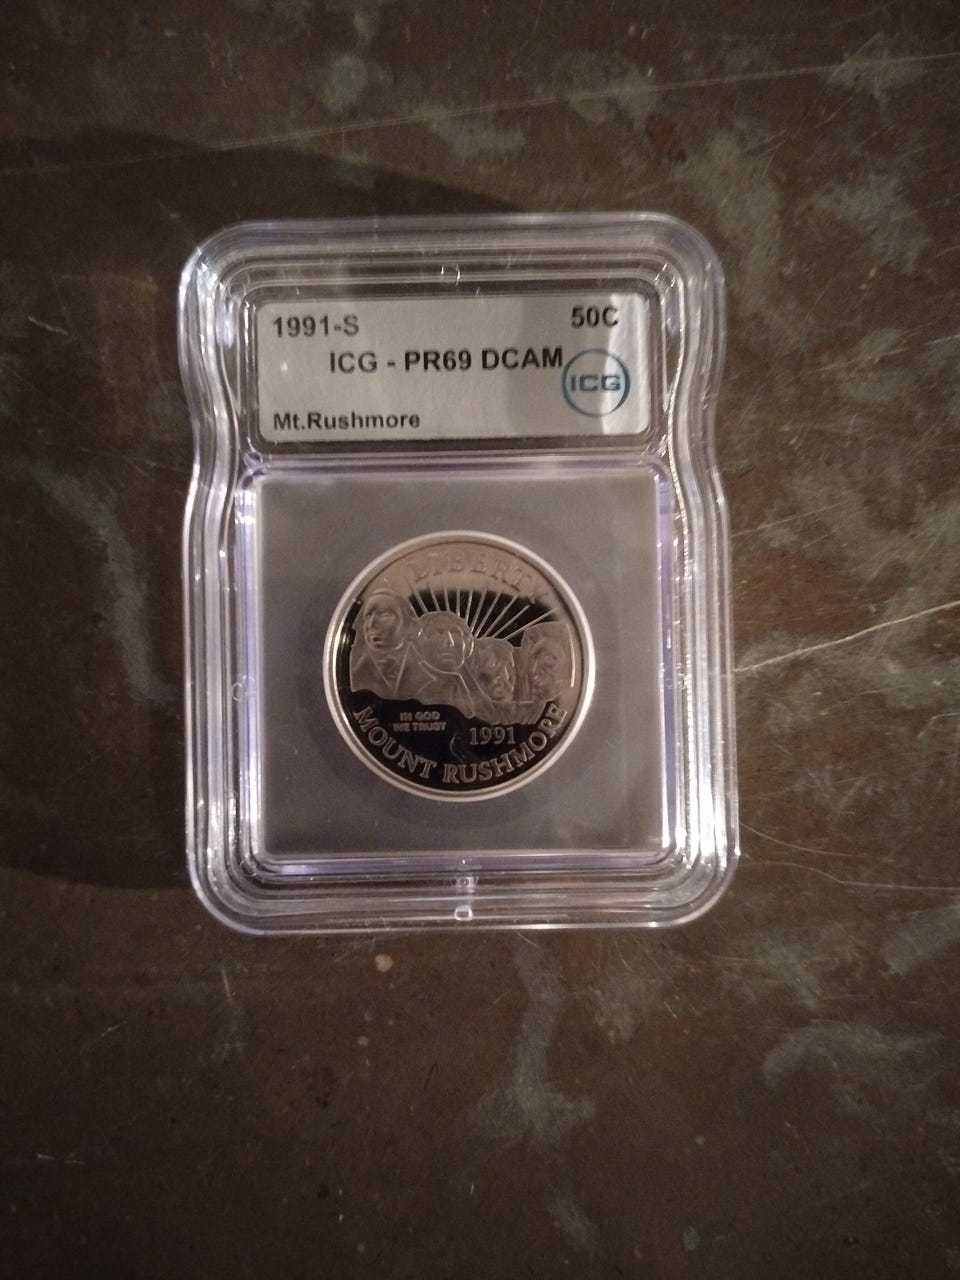 1991-S 50C
ICG - PR69 DCAM
ICG
Mt.Rushmore
LIBERTY
IN GOD
WE TRUST
1991
MOUNT RUSHMORE